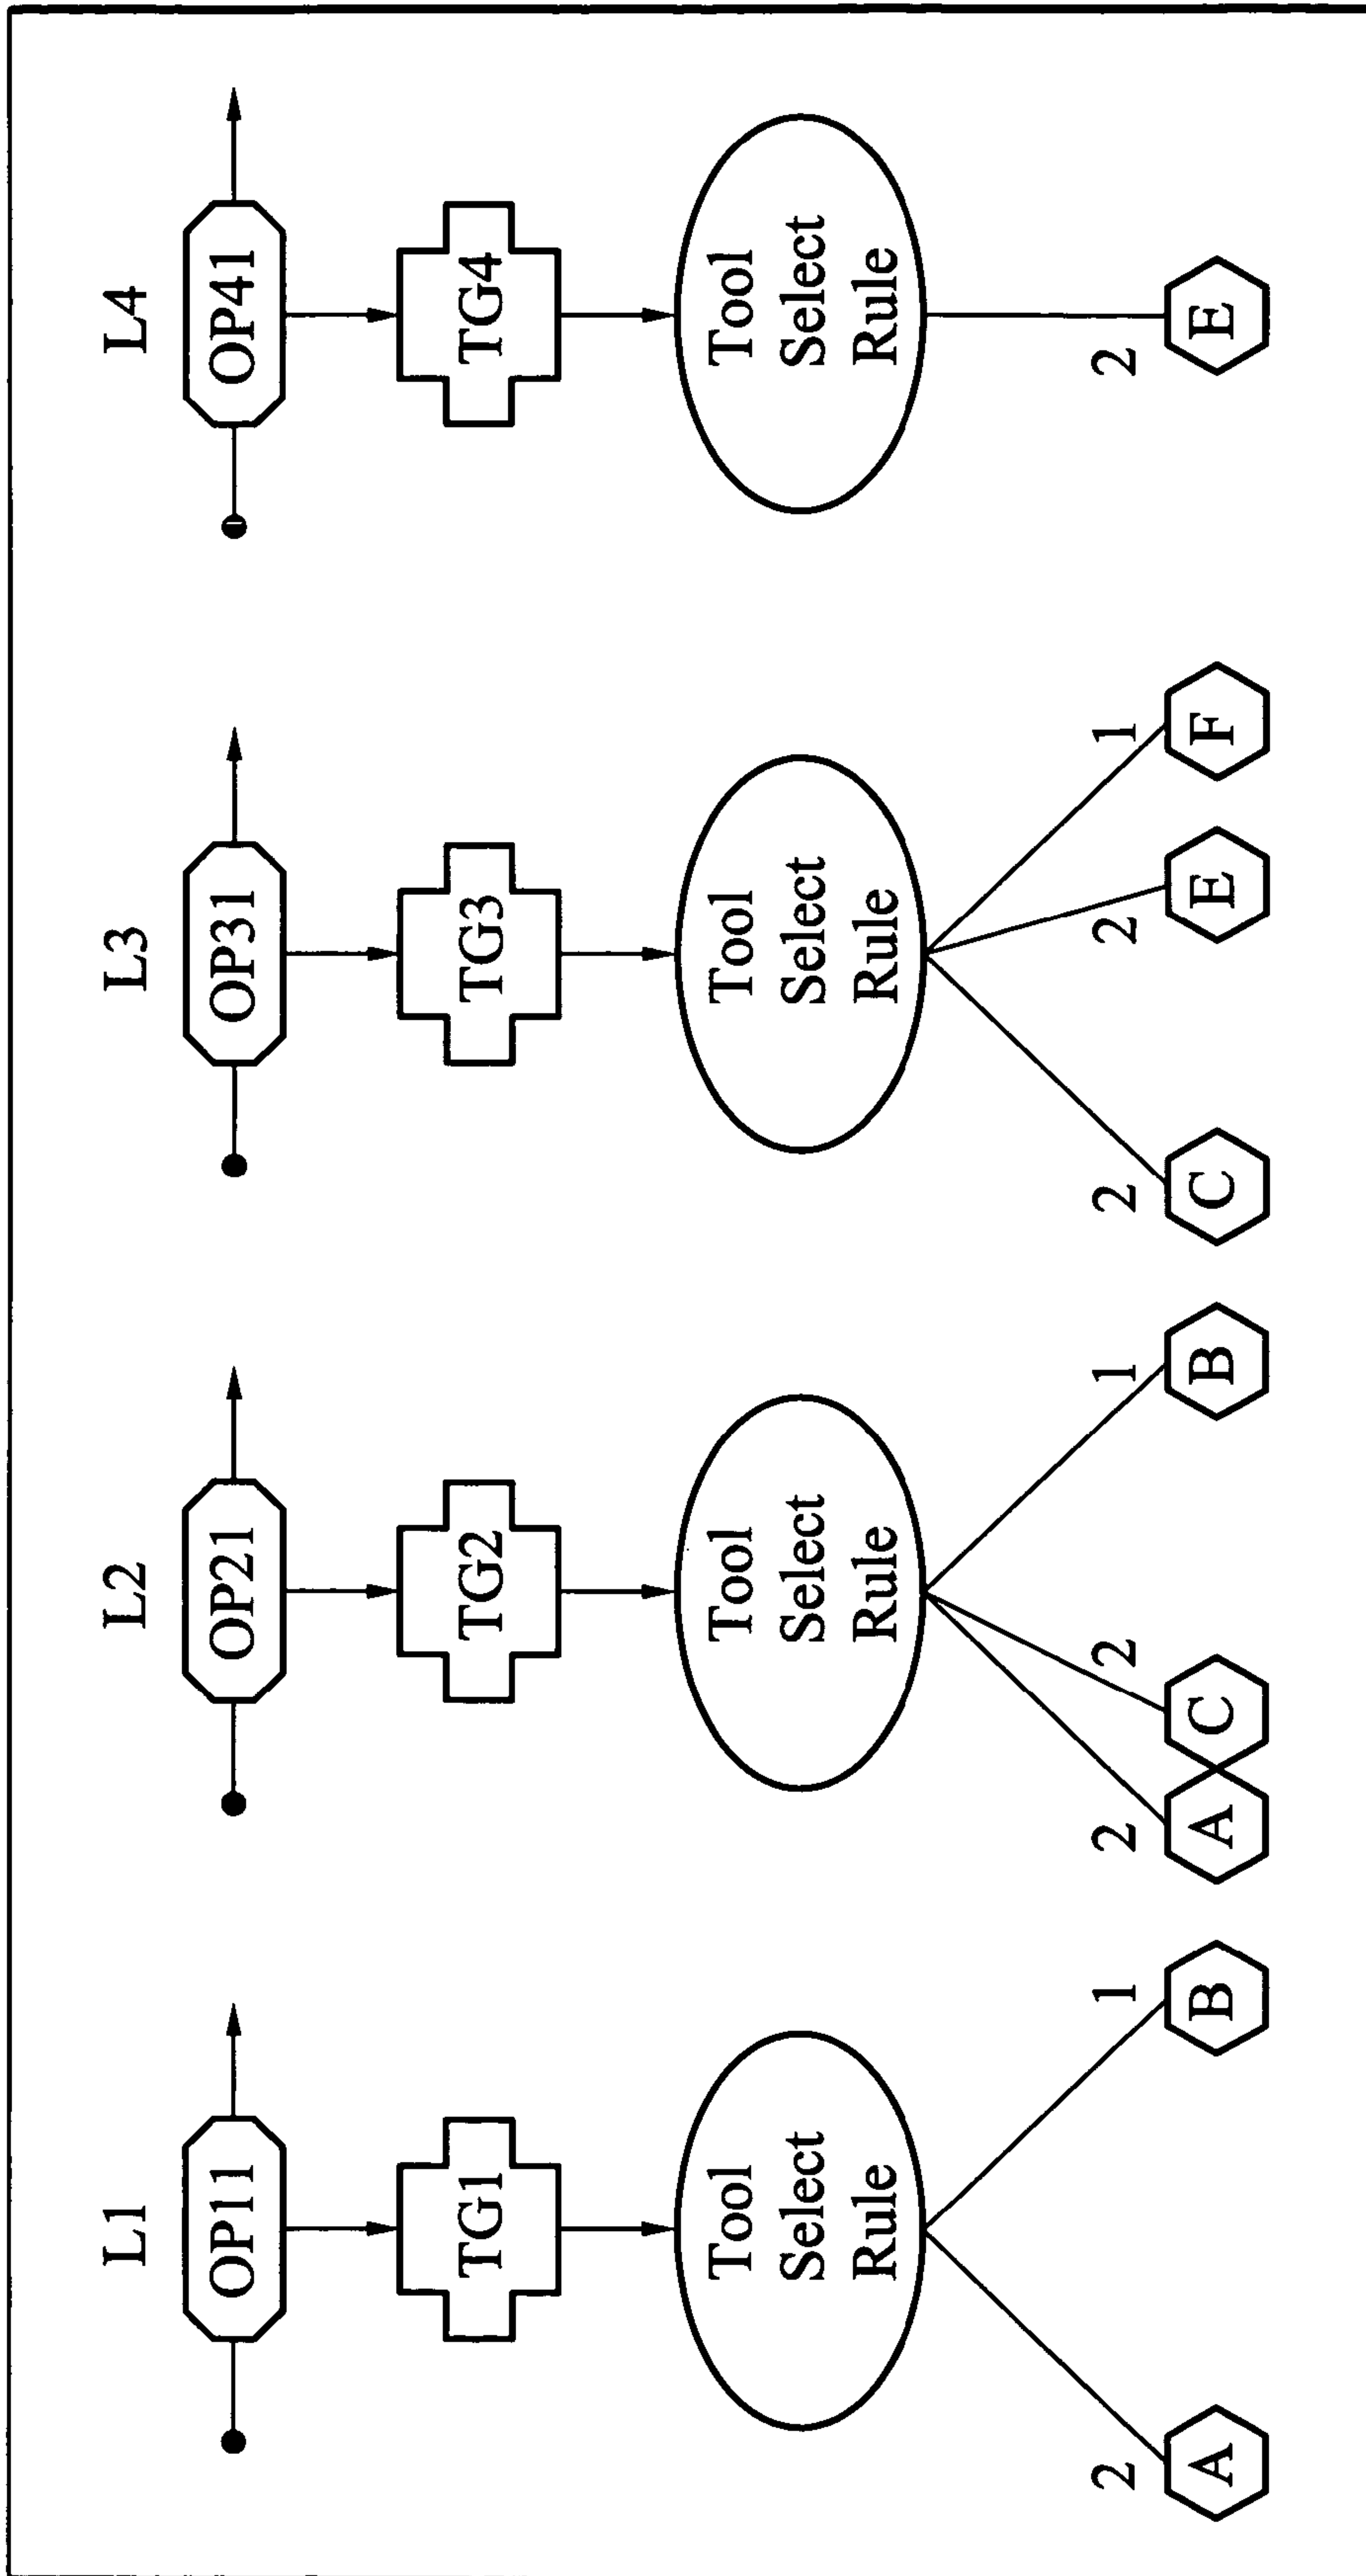 L1
OP11
TG1
Tool
Select
Rule
2
1
A
B
L2
OP21
TG2
Tool
Select
Rule
2
2
1
A
C
B
L3
OP31
TG3
Tool
Select
Rule
2
2
1
C
E
F
L4
OP41
TG4
Tool
Select
Rule
2
E